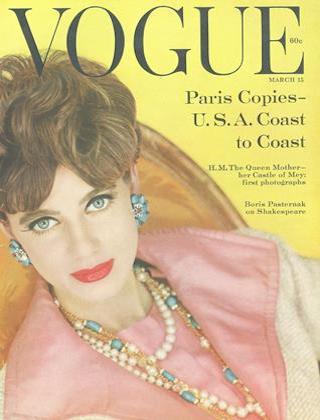 VOGUE
60c
MARCH 15
Paris Copies–
U.S.A. Coast
to Coast
H.M. The Queen Mother–
her Castle of Mey:
first photographs
Boris Pasternak
on Shakespeare